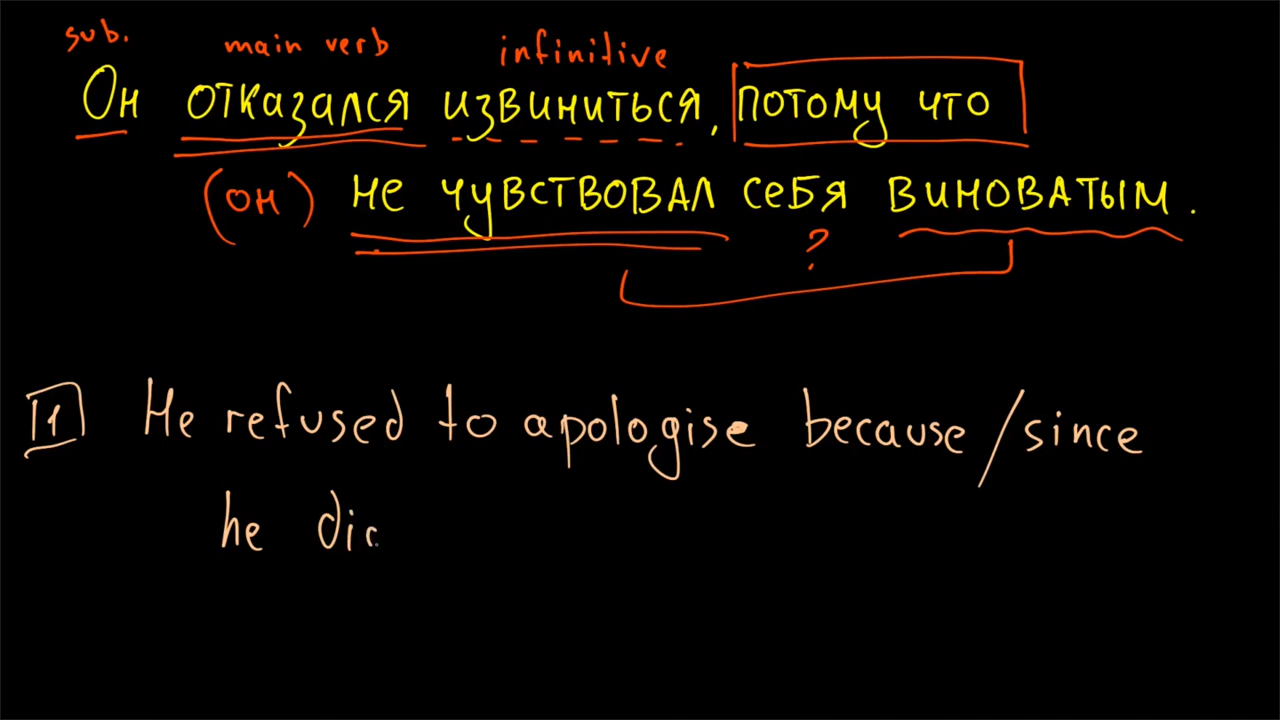 sub. main verb infinitive
Он отказался извиниться, потому что
(он) не чувствовал себя виноватым.
?
1 He refused to apologise because/since
he dic